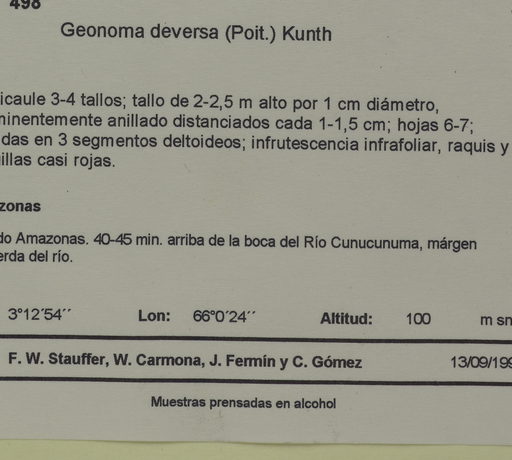 498
Geonoma deversa (Poit.) Kunth
icaule 3-4 tallos; tallo de 2-2,5 m alto por 1 cm diámetro,
minentemente anillado distanciados cada 1-1,5 cm; hojas 6-7;
das en 3 segmentos deltoideos; infrutescencia infrafoliar, raquis y
illas casi rojas.
zonas
do Amazonas. 40-45 min. arriba de la boca del Río Cunucunuma, márgen
erda del río.
3°12´54´´ Lon: 66°0´24´´ Altitud: 100 m sn
F. W. Stauffer, W. Carmona, J. Fermín y C. Gómez 13/09/199
Muestras prensadas en alcohol